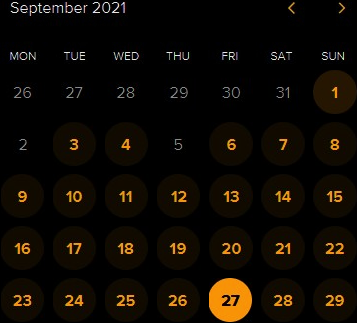 September 2021
MON TUE WED THU FRI SAT SUN
26 27 28 29 30 31 1
2 3 4 5 6 7 8
9 10 11 12 13 14 15
16 17 18 19 20 21 22
23 24 25 26 27 28 29